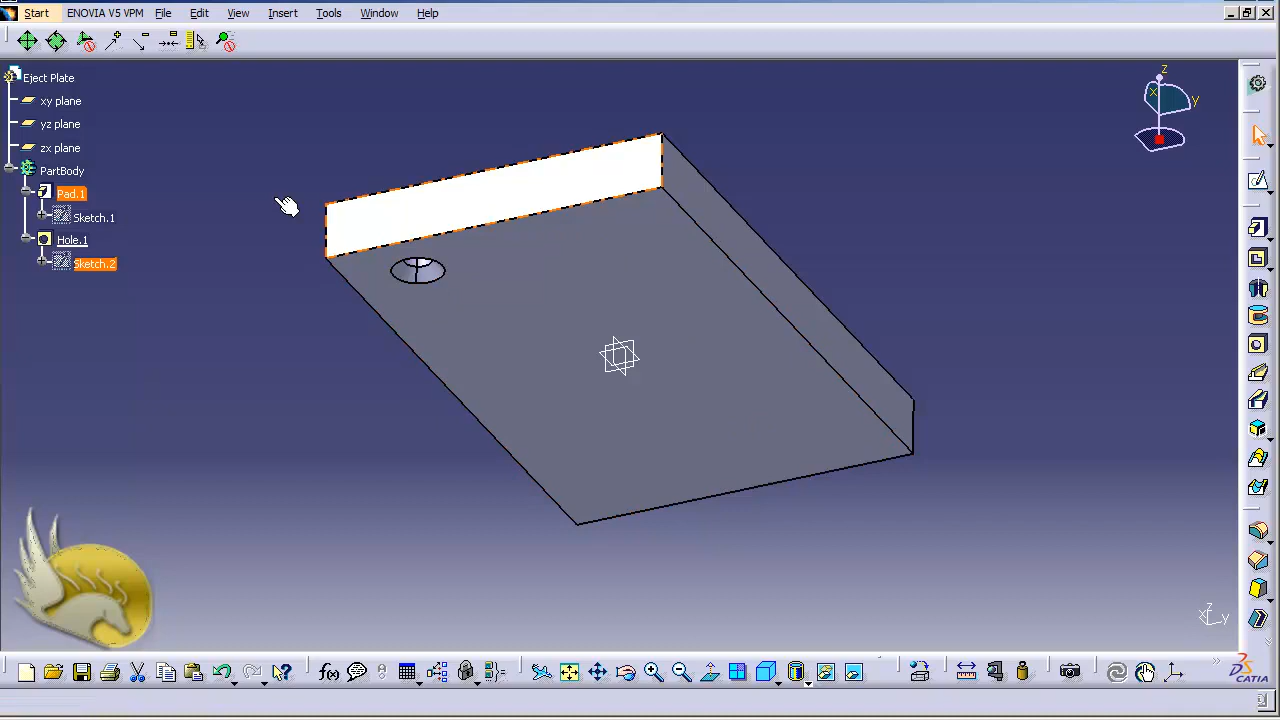 Start ENOVIA V5 VPM File Edit View Insert Tools Window Help
Eject Plate
xy plane
yz plane
zx plane
PartBody
Pad.1
Sketch.1
Hole.1
Sketch.2
z
x
y
z
x
y
f(x)
CATIA